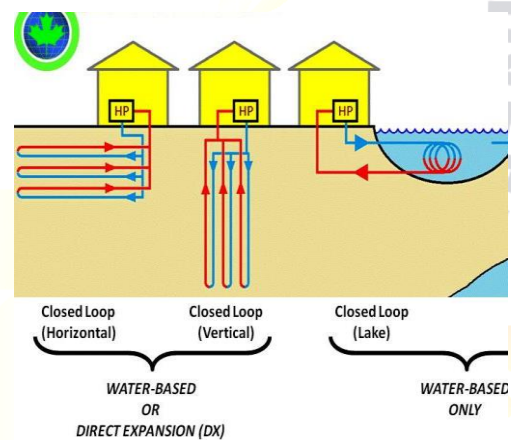 HP
HP
HP
Closed Loop
(Horizontal)
Closed Loop
(Vertical)
Closed Loop
(Lake)
WATER-BASED
OR
DIRECT EXPANSION (DX)
WATER-BASED
ONLY